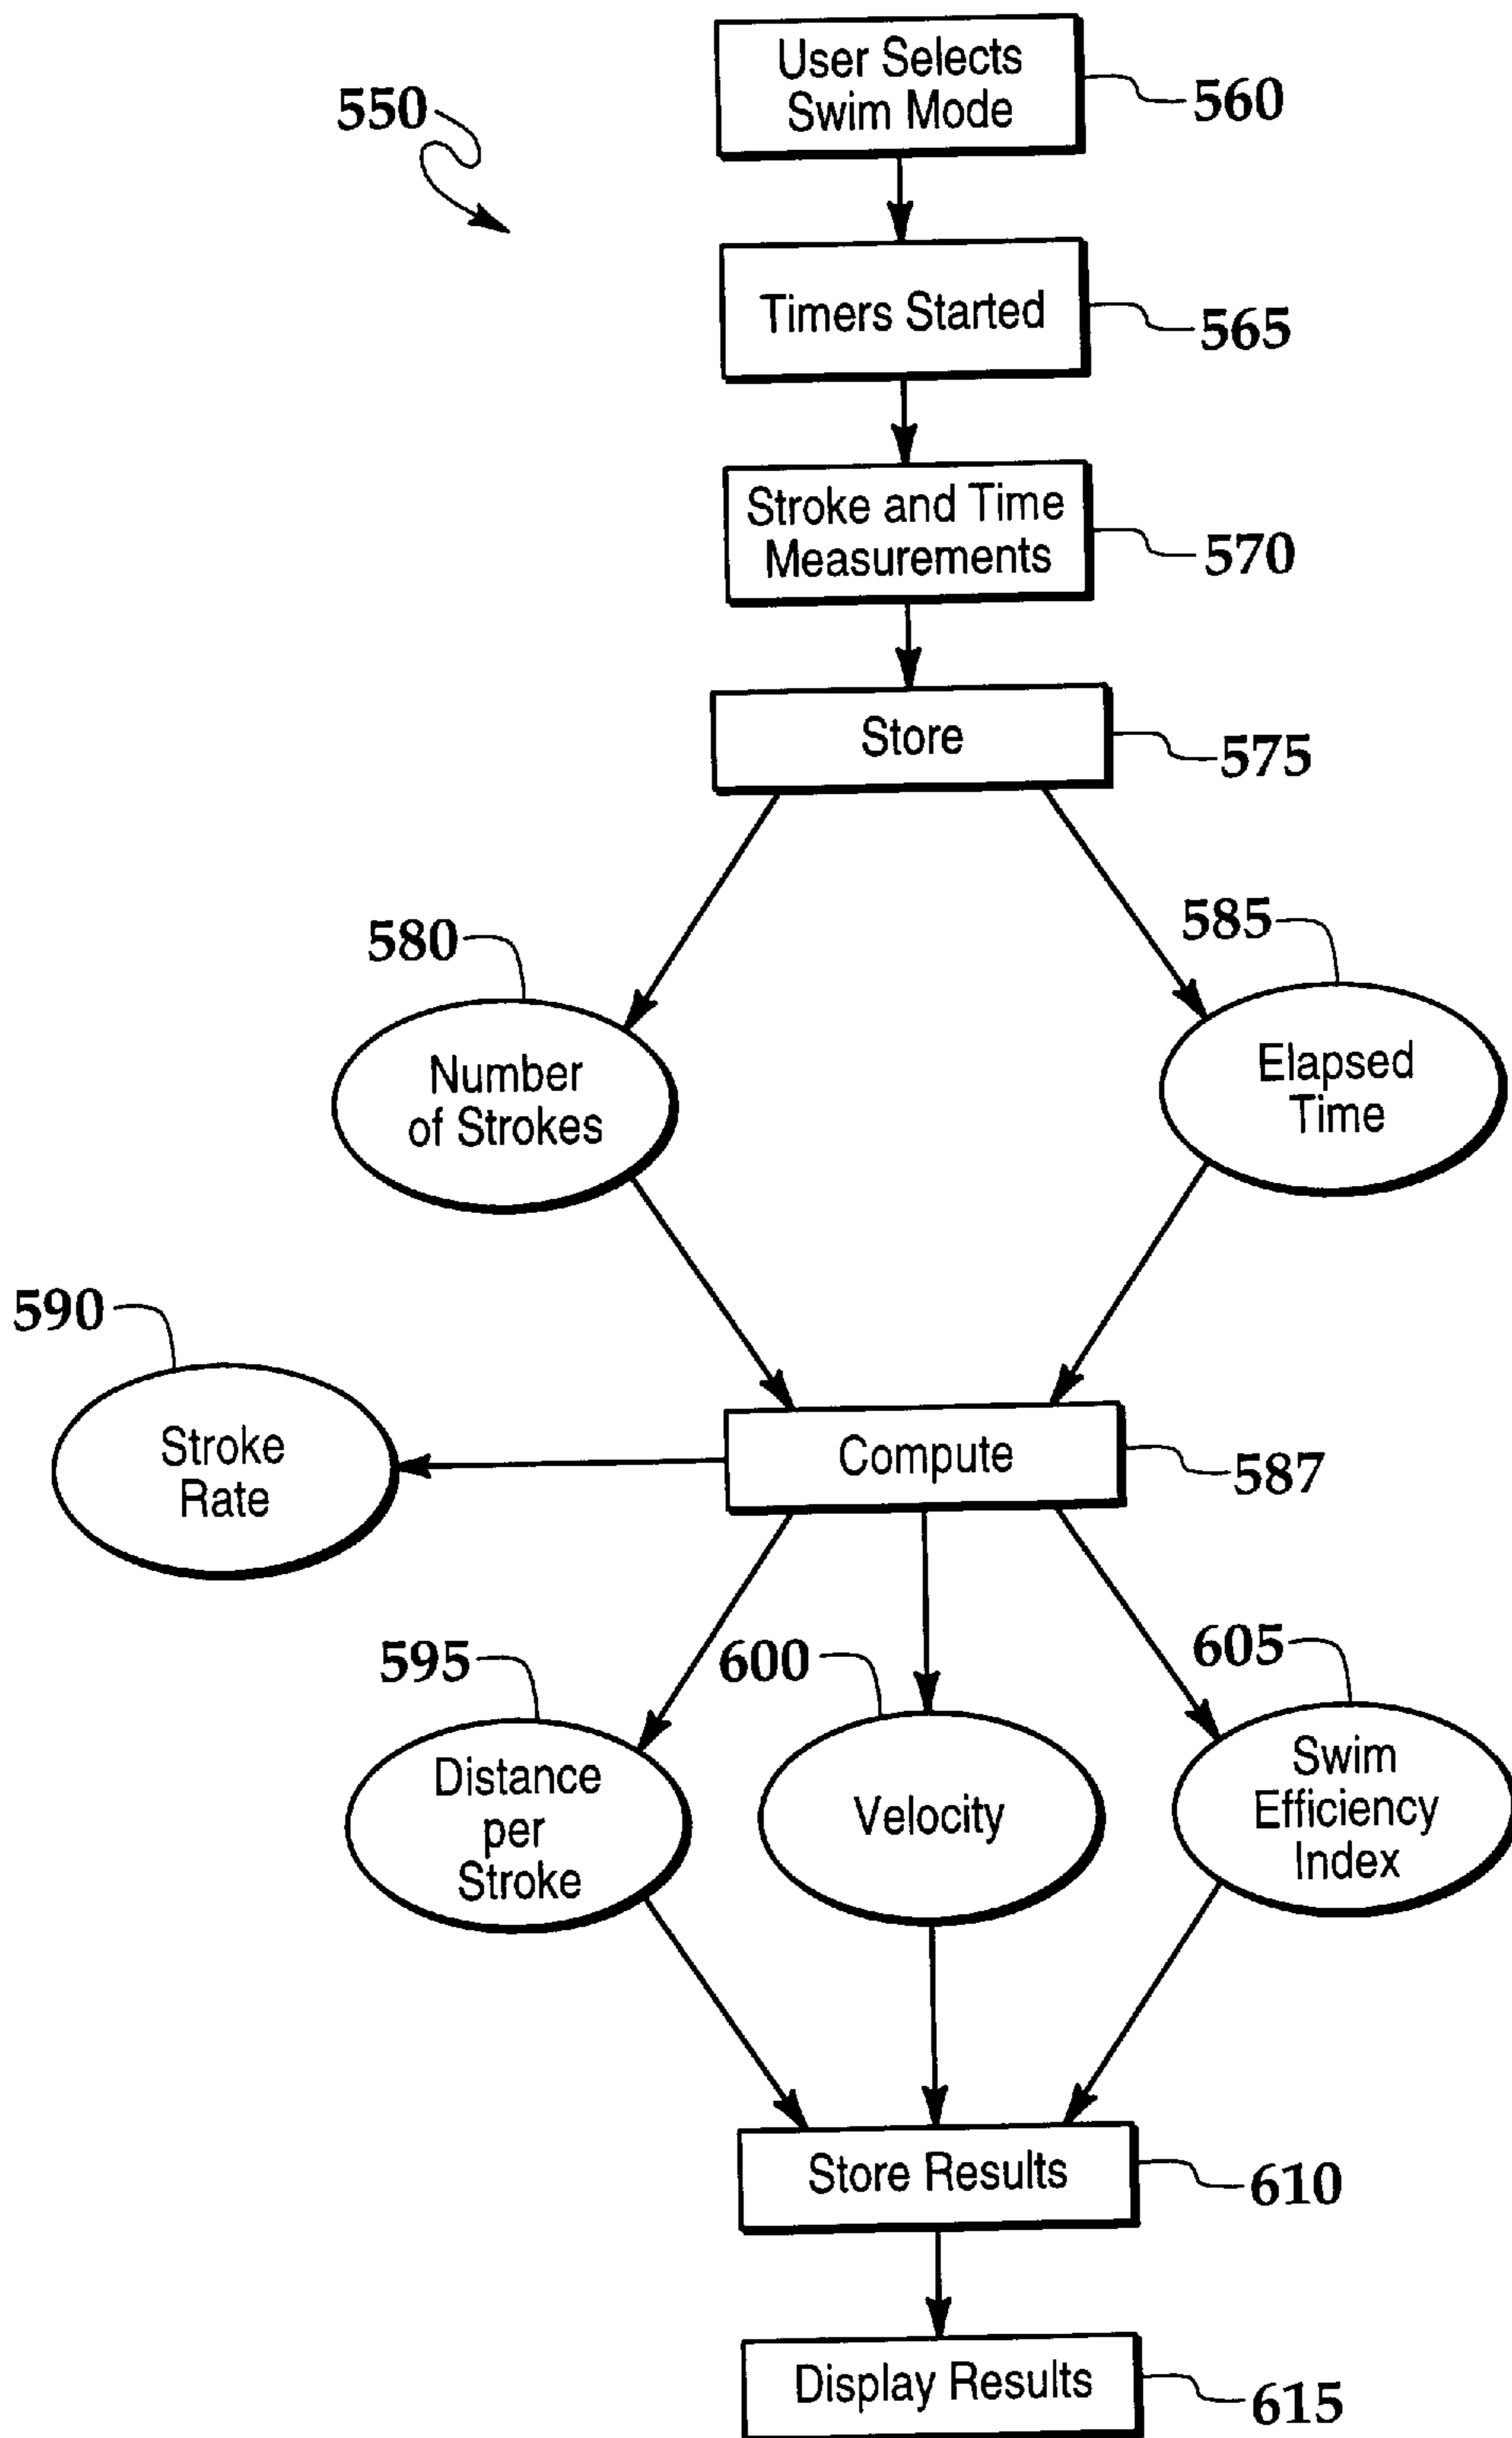 User Selects
Swim Mode
560
550
Timers Started
565
Stroke and Time
Measurements
570
Store
575
580
585
Number
of Strokes
Elapsed
Time
590
Stroke
Rate
Compute
587
595
600
605
Distance
per
Stroke
Velocity
Swim
Efficiency
Index
Store Results
610
Display Results
615